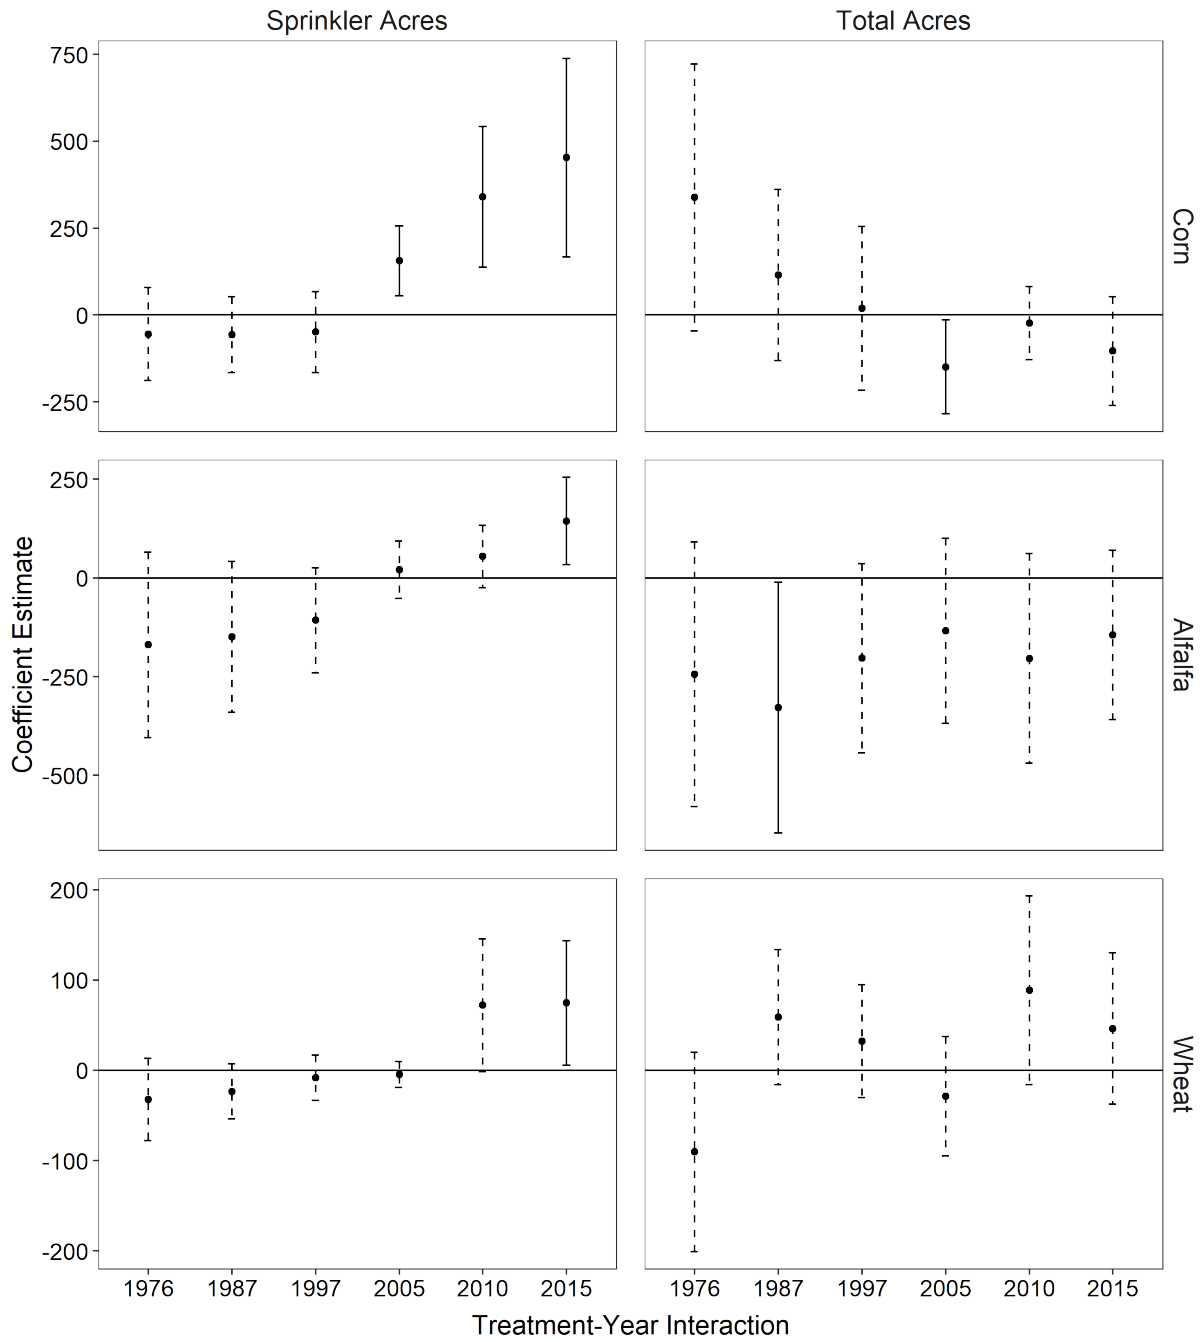 Sprinkler Acres
Total Acres
750
500
250
0
-250
Corn
250
0
-250
-500
Alfalfa
Coefficient Estimate
200
100
0
-100
-200
Wheat
1976 1987 1997 2005 2010 2015
1976 1987 1997 2005 2010 2015
Treatment-Year Interaction